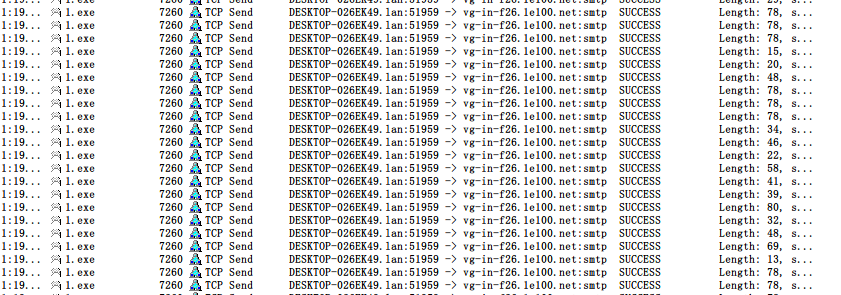 1:19... 1.exe 7260 TCP Send DESKTOP-026EK49.lan:51959 -> vg-in-f26.1e100.net:smtp SUCCESS Length: 78, s...
1:19... 1.exe 7260 TCP Send DESKTOP-026EK49.lan:51959 -> vg-in-f26.1e100.net:smtp SUCCESS Length: 78, s...
1:19... 1.exe 7260 TCP Send DESKTOP-026EK49.lan:51959 -> vg-in-f26.1e100.net:smtp SUCCESS Length: 78, s...
1:19... 1.exe 7260 TCP Send DESKTOP-026EK49.lan:51959 -> vg-in-f26.1e100.net:smtp SUCCESS Length: 15, s...
1:19... 1.exe 7260 TCP Send DESKTOP-026EK49.lan:51959 -> vg-in-f26.1e100.net:smtp SUCCESS Length: 20, s...
1:19... 1.exe 7260 TCP Send DESKTOP-026EK49.lan:51959 -> vg-in-f26.1e100.net:smtp SUCCESS Length: 48, s...
1:19... 1.exe 7260 TCP Send DESKTOP-026EK49.lan:51959 -> vg-in-f26.1e100.net:smtp SUCCESS Length: 78, s...
1:19... 1.exe 7260 TCP Send DESKTOP-026EK49.lan:51959 -> vg-in-f26.1e100.net:smtp SUCCESS Length: 78, s...
1:19... 1.exe 7260 TCP Send DESKTOP-026EK49.lan:51959 -> vg-in-f26.1e100.net:smtp SUCCESS Length: 78, s...
1:19... 1.exe 7260 TCP Send DESKTOP-026EK49.lan:51959 -> vg-in-f26.1e100.net:smtp SUCCESS Length: 34, s...
1:19... 1.exe 7260 TCP Send DESKTOP-026EK49.lan:51959 -> vg-in-f26.1e100.net:smtp SUCCESS Length: 46, s...
1:19... 1.exe 7260 TCP Send DESKTOP-026EK49.lan:51959 -> vg-in-f26.1e100.net:smtp SUCCESS Length: 22, s...
1:19... 1.exe 7260 TCP Send DESKTOP-026EK49.lan:51959 -> vg-in-f26.1e100.net:smtp SUCCESS Length: 58, s...
1:19... 1.exe 7260 TCP Send DESKTOP-026EK49.lan:51959 -> vg-in-f26.1e100.net:smtp SUCCESS Length: 41, s...
1:19... 1.exe 7260 TCP Send DESKTOP-026EK49.lan:51959 -> vg-in-f26.1e100.net:smtp SUCCESS Length: 39, s...
1:19... 1.exe 7260 TCP Send DESKTOP-026EK49.lan:51959 -> vg-in-f26.1e100.net:smtp SUCCESS Length: 80, s...
1:19... 1.exe 7260 TCP Send DESKTOP-026EK49.lan:51959 -> vg-in-f26.1e100.net:smtp SUCCESS Length: 32, s...
1:19... 1.exe 7260 TCP Send DESKTOP-026EK49.lan:51959 -> vg-in-f26.1e100.net:smtp SUCCESS Length: 48, s...
1:19... 1.exe 7260 TCP Send DESKTOP-026EK49.lan:51959 -> vg-in-f26.1e100.net:smtp SUCCESS Length: 69, s...
1:19... 1.exe 7260 TCP Send DESKTOP-026EK49.lan:51959 -> vg-in-f26.1e100.net:smtp SUCCESS Length: 13, s...
1:19... 1.exe 7260 TCP Send DESKTOP-026EK49.lan:51959 -> vg-in-f26.1e100.net:smtp SUCCESS Length: 78, s...